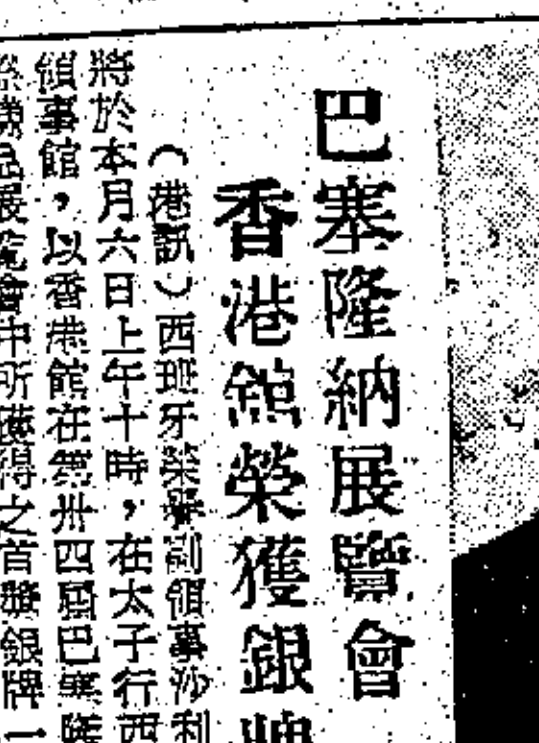 巴塞隆納展覽會
香港館榮獲銀牌
(港訊)西班牙榮譽副領事沙利
將於本月六日上午十時,在太子行西
領事館,以香港館在第卅四屆巴塞隆
品展覽會中所獲得之首獎銀牌一